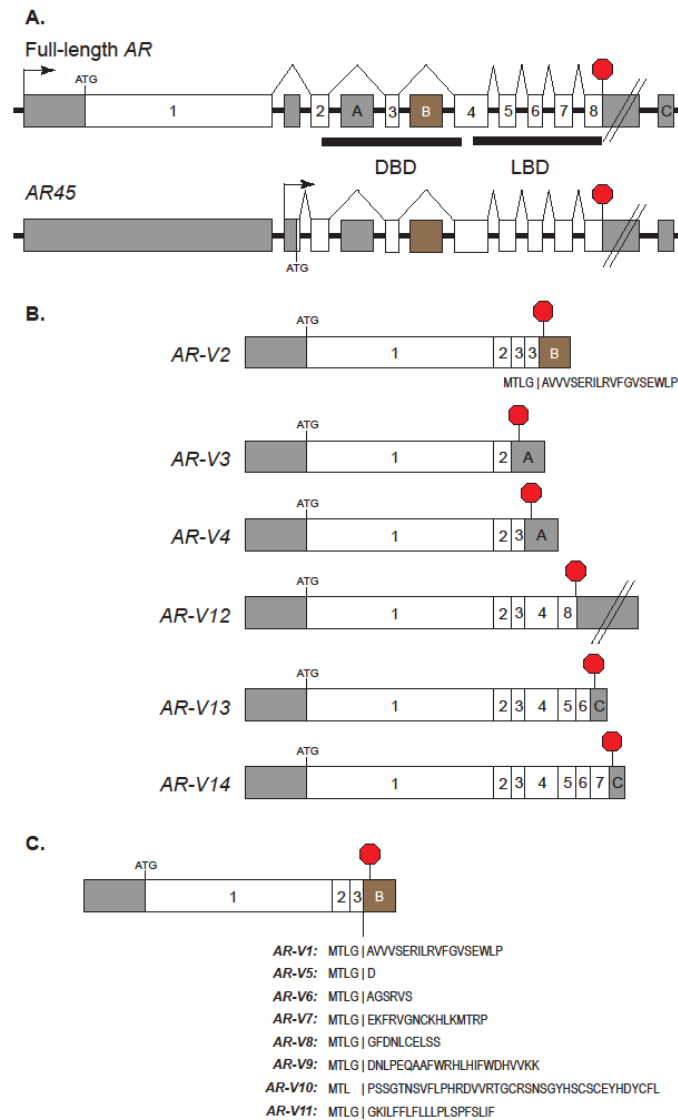 A.
Full-length AR
ATG
1 2 A 3 B 4 5 6 7 8 C
DBD LBD
AR45
ATG
B.
ATG
AR-V2 1 2 3 3 B
MTLG | AVVVSERILRVFGVSEWLP
ATG
AR-V3 1 2 A
ATG
AR-V4 1 2 3 A
ATG
AR-V12 1 2 3 4 8
ATG
AR-V13 1 2 3 4 5 6 C
ATG
AR-V14 1 2 3 4 5 6 7 C
C.
ATG
1 2 3 B
AR-V1: MTLG | AVVVSERILRVFGVSEWLP
AR-V5: MTLG | D
AR-V6: MTLG | AGSRVS
AR-V7: MTLG | EKFRVGNCKHLKMTRP
AR-V8: MTLG | GFDNLCELSS
AR-V9: MTLG | DNLPEQAAFWRHLHIFWDHVVKK
AR-V10: MTL | PSSGTNSVFLPHRDVVRTGCRSNSGYHSCSCEYHDYCFL
AR-V11: MTLG | GKILFFLFLLLPLSPFSLIF